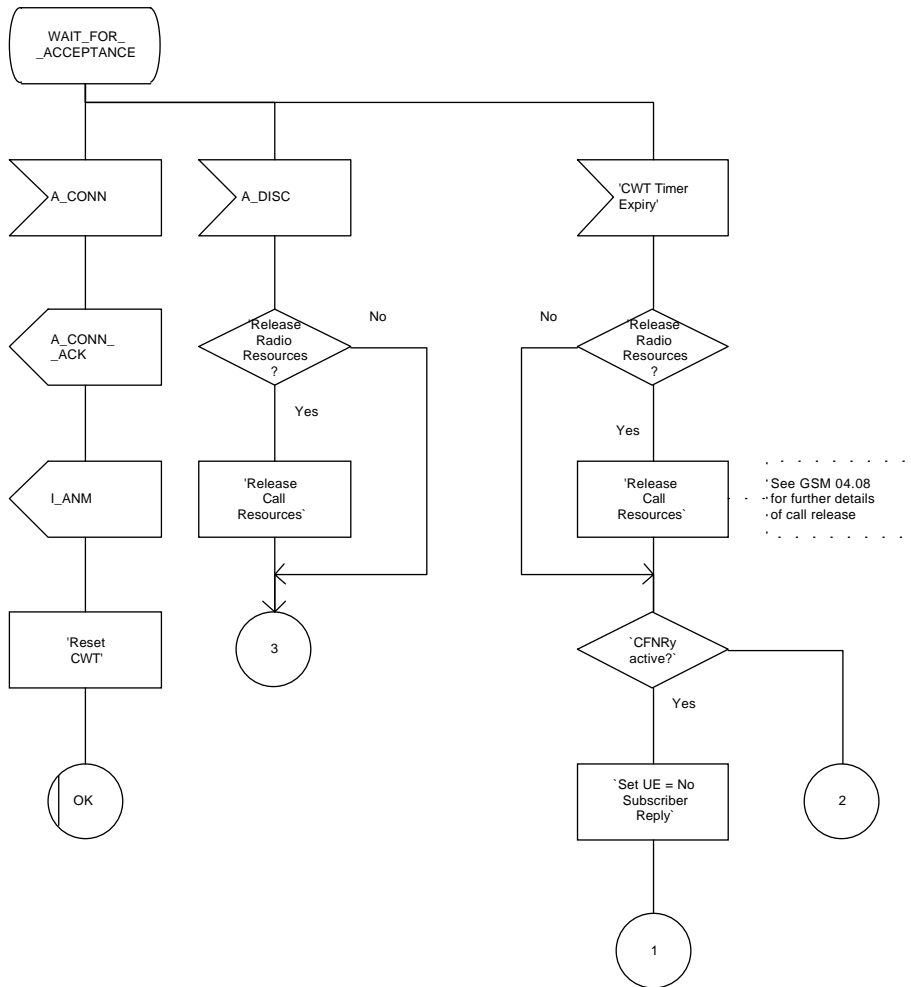 WAIT_FOR_
_ACCEPTANCE
A_CONN
A_DISC
'CWT Timer
Expiry'
A_CONN_
_ACK
'Release
Radio
Resources
?
No
Yes
No
'Release
Radio
Resources
?
Yes
I_ANM
'Release
Call
Resources`
'Release
Call
Resources`
See GSM 04.08
for further details
of call release
'Reset
CWT'
3
`CFNRy
active?`
Yes
OK
`Set UE = No
Subscriber
Reply`
2
1